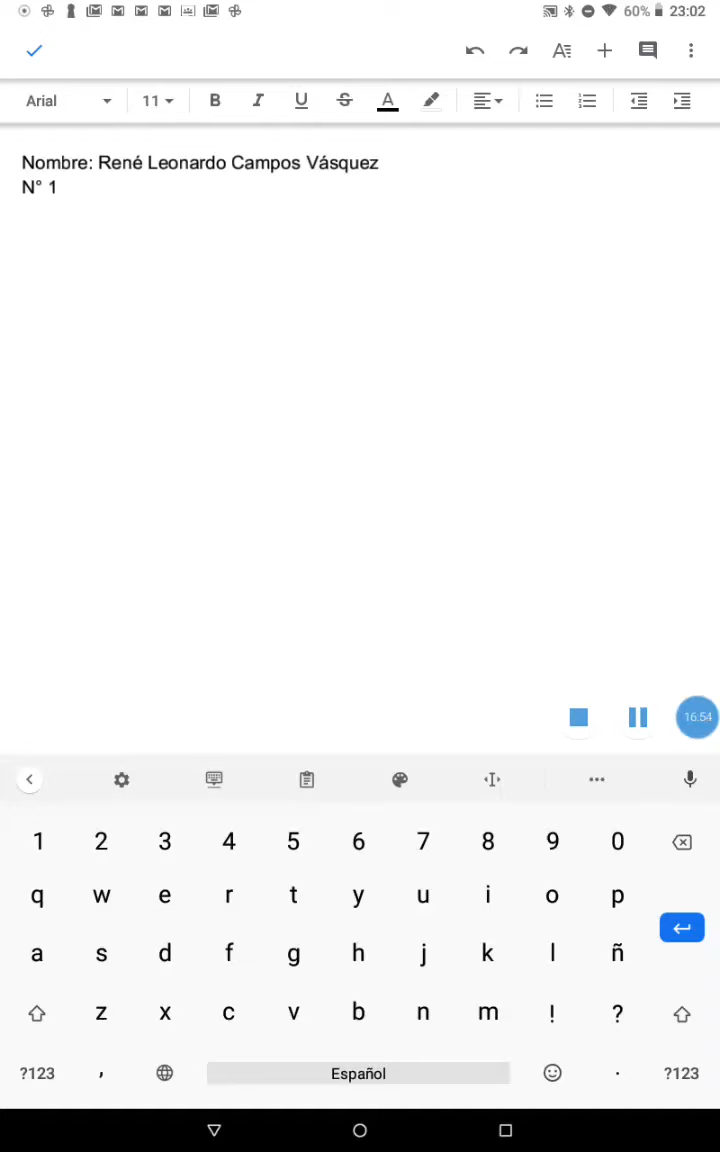 60% 23:02
Arial 11 B I U S A
Nombre: René Leonardo Campos Vásquez
N° 1
16:54
1 2 3 4 5 6 7 8 9 0
q w e r t y u i o p
a s d f g h j k l ñ
z x c v b n m ! ?
?123 , Español . ?123